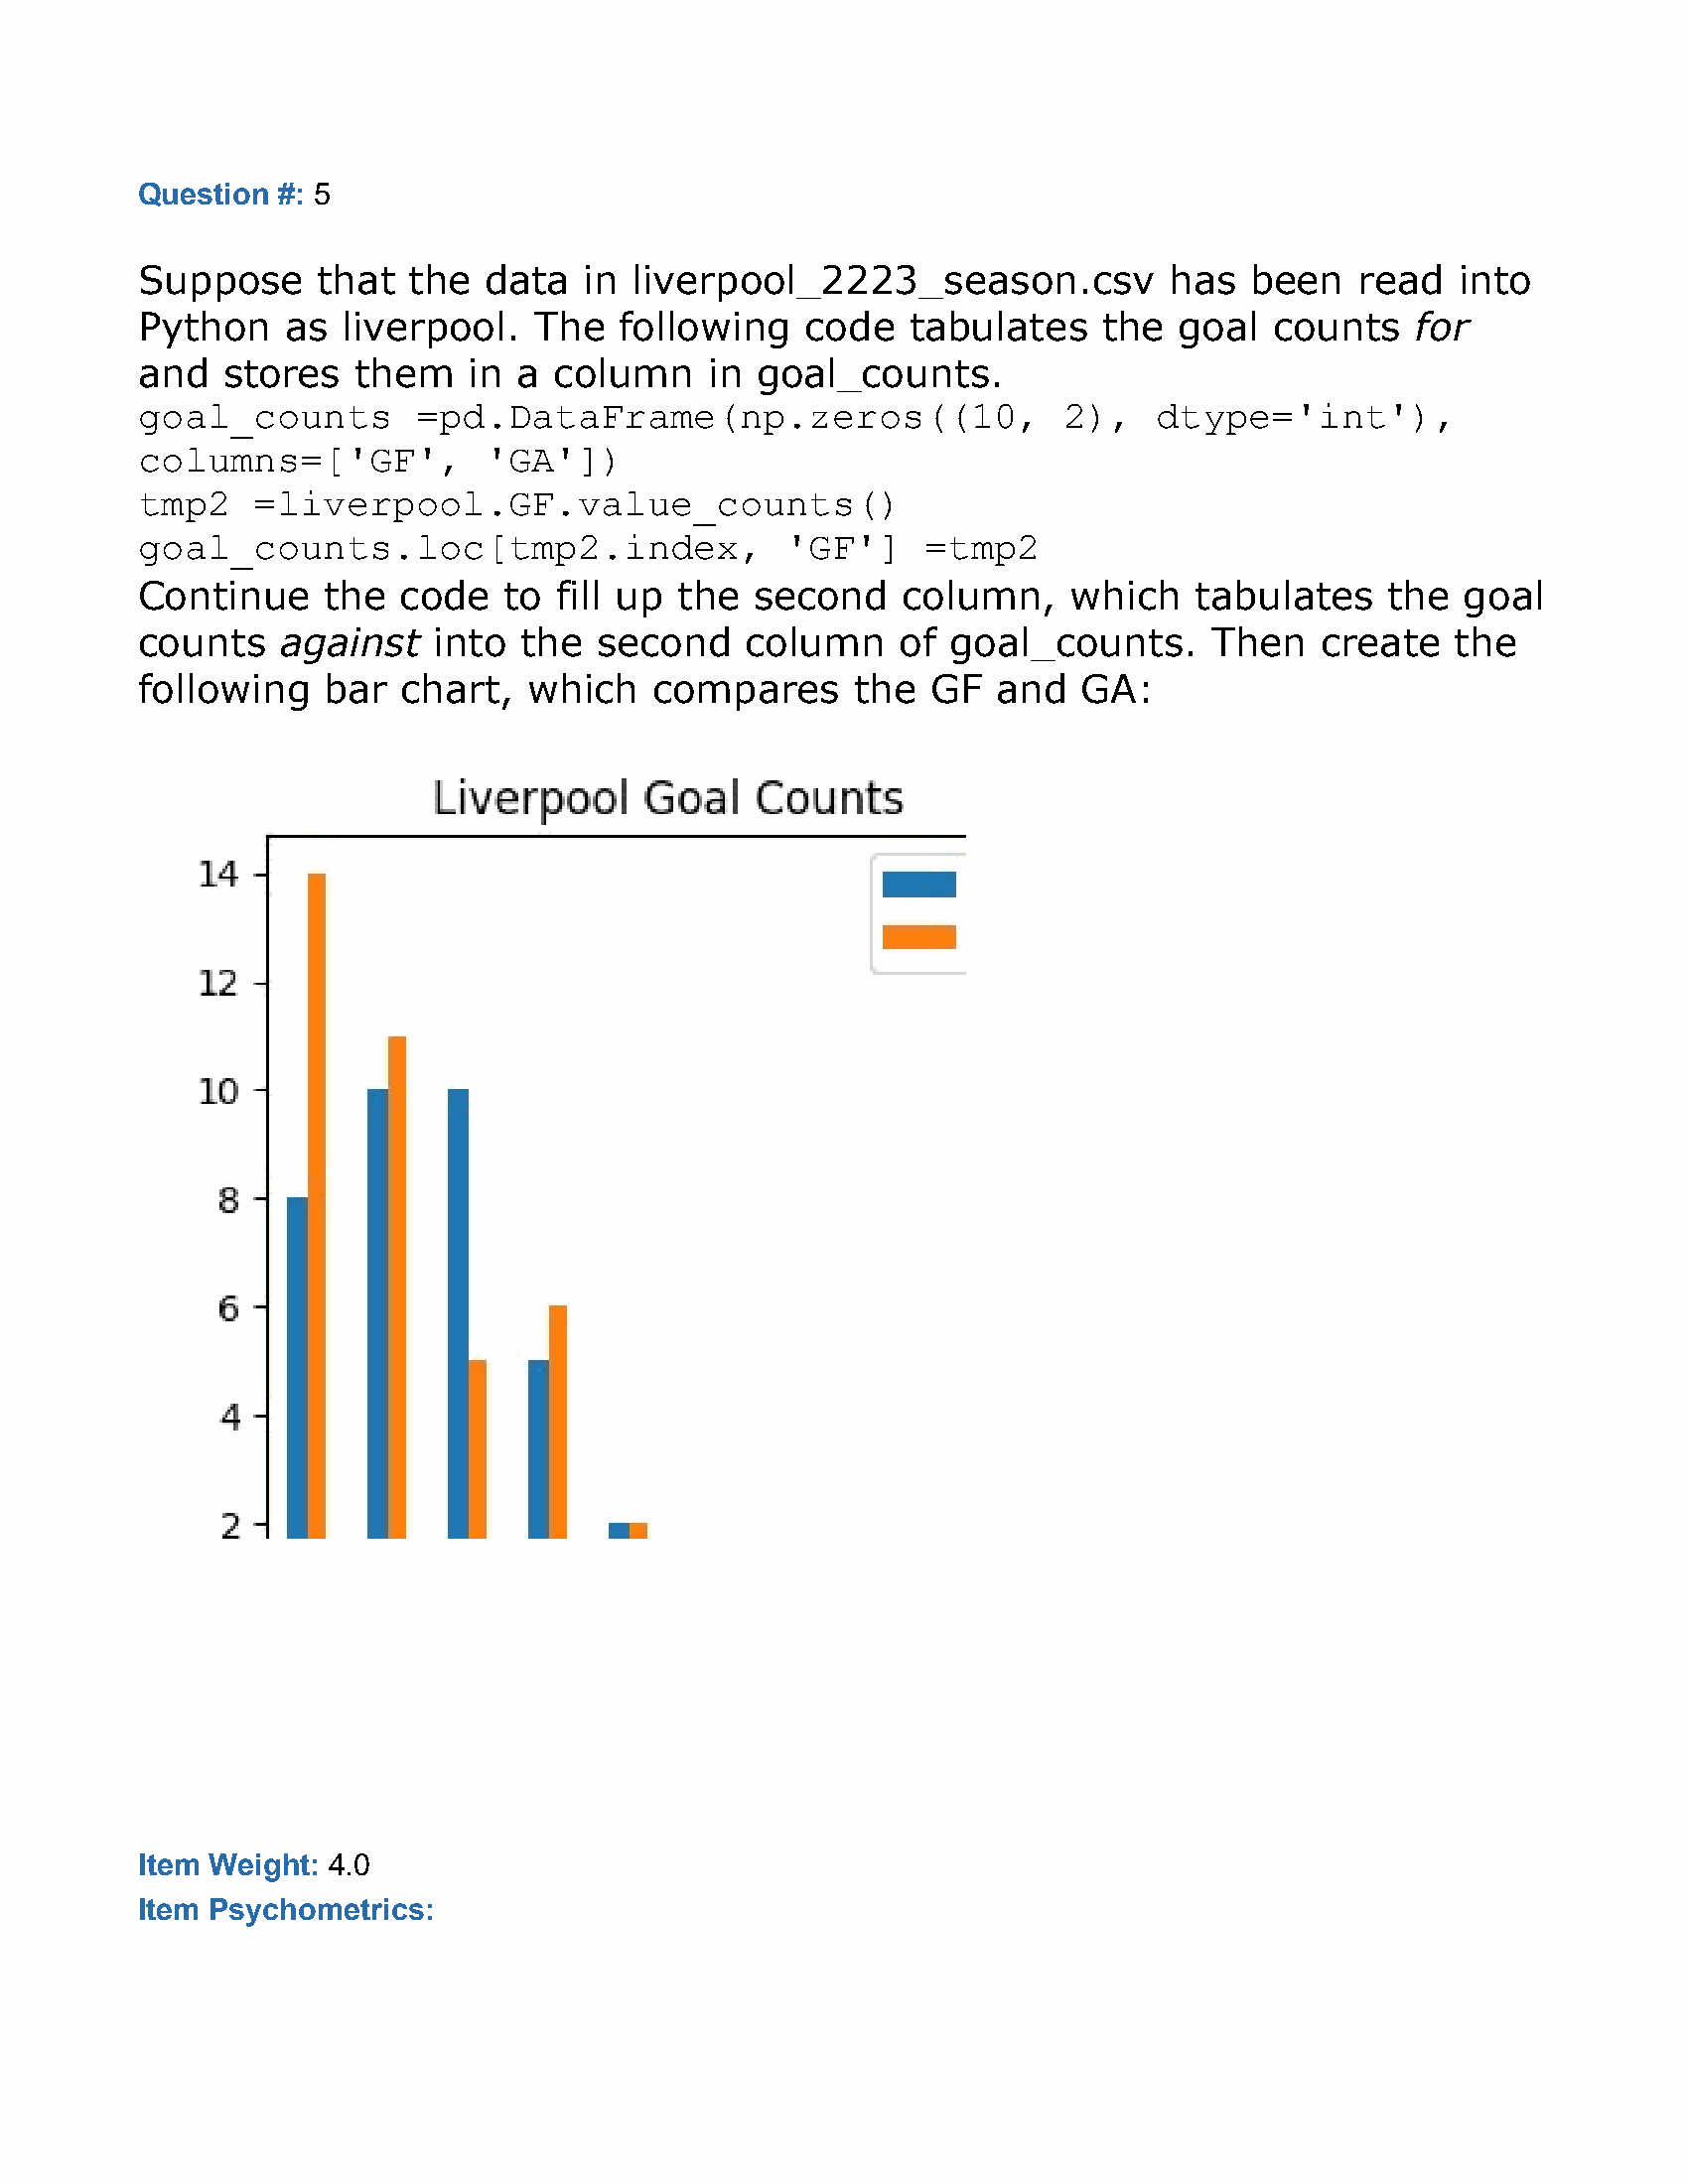 Question #: 5
Suppose that the data in liverpool_2223_season.csv has been read into
Python as liverpool. The following code tabulates the goal counts for
and stores them in a column in goal_counts.
goal_counts =pd.DataFrame(np.zeros((10, 2), dtype='int'),
columns=['GF', 'GA'])
tmp2 =liverpool.GF.value_counts()
goal_counts.loc[tmp2.index, 'GF'] =tmp2
Continue the code to fill up the second column, which tabulates the goal
counts against into the second column of goal_counts. Then create the
following bar chart, which compares the GF and GA:
Liverpool Goal Counts
14
12
10
8
6
4
2
Item Weight: 4.0
Item Psychometrics: